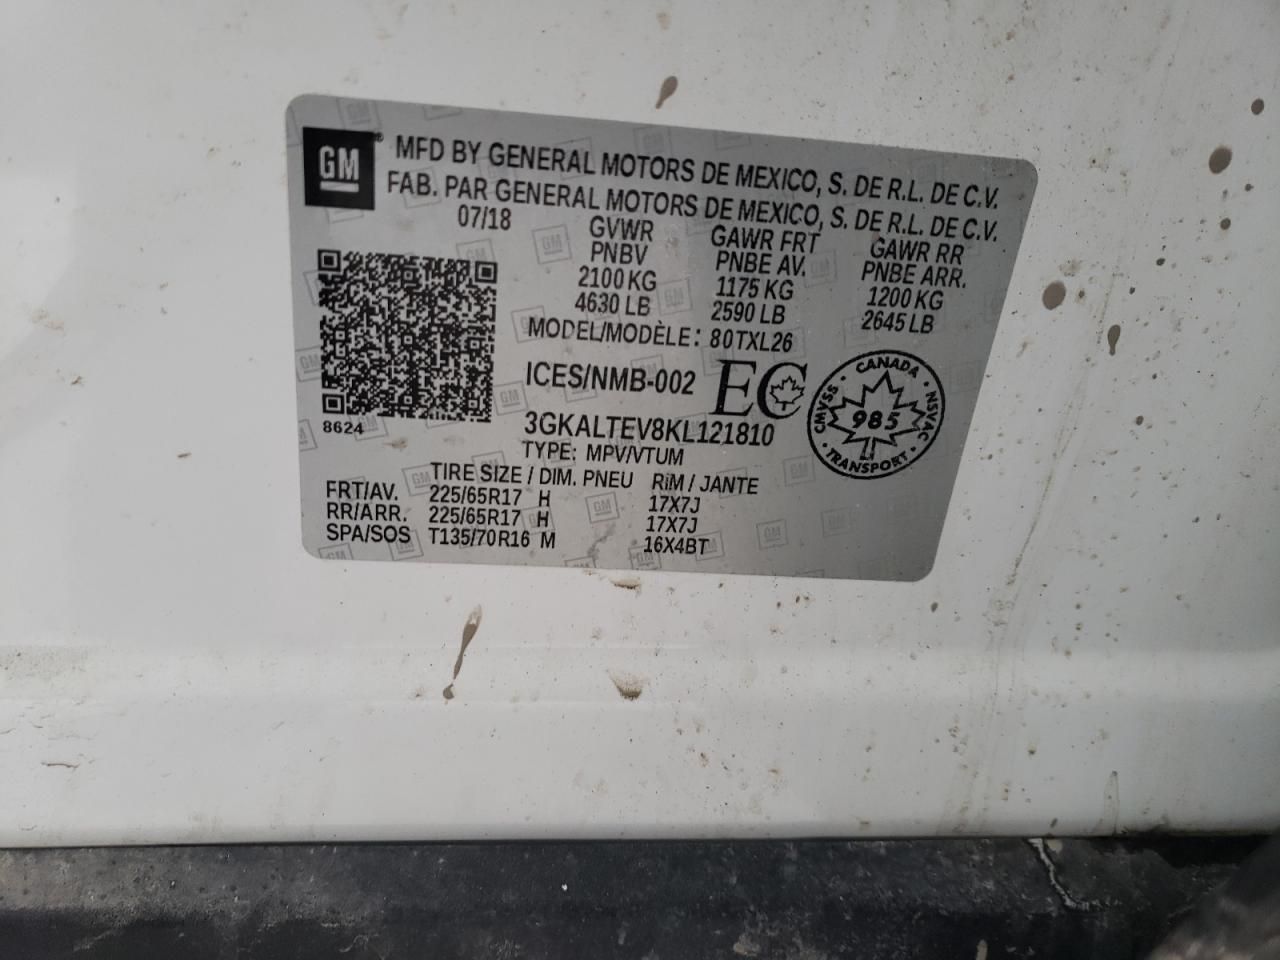 GM ®
MFD BY GENERAL MOTORS DE MEXICO, S. DE R.L. DE C.V.
FAB. PAR GENERAL MOTORS DE MEXICO, S. DE R.L. DE C.V.
07/18 GVWR GAWR FRT GAWR RR
PNBV PNBE AV. PNBE ARR.
2100 KG 1175 KG 1200 KG
4630 LB 2590 LB 2645 LB
MODEL/MODÈLE: 80TXL26
ICES/NMB-002 EC
CANADA
CMVSS 985 NSVAC
TRANSPORT
8624
3GKALTEV8KL121810
TYPE: MPV/VTUM
TIRE SIZE / DIM. PNEU RIM / JANTE
FRT/AV. 225/65R17 H 17X7J
RR/ARR. 225/65R17 H 17X7J
SPA/SOS T135/70R16 M 16X4BT